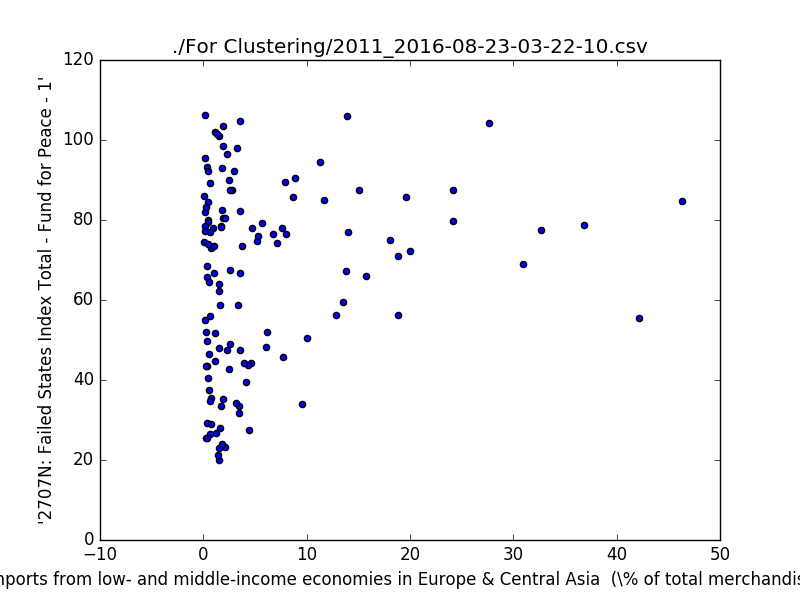 ./For Clustering/2011_2016-08-23-03-22-10.csv
120
100
80
60
40
20
0
'2707N: Failed States Index Total - Fund for Peace - 1'
−10 0 10 20 30 40 50
from low- and middle-income economies in Europe & Central Asia (\% of total